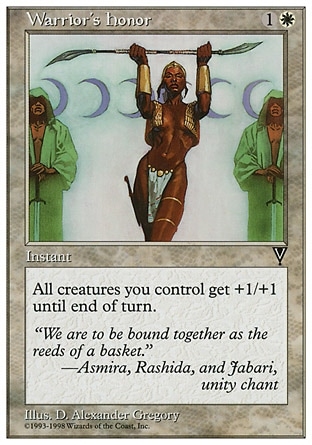 Warrior's Honor 1
Instant
All creatures you control get +1/+1
until end of turn.
"We are to be bound together as the
reeds of a basket."
—Asmira, Rashida, and Jabari,
unity chant
Illus. D. Alexander Gregory
©1993-1998 Wizards of the Coast, Inc.